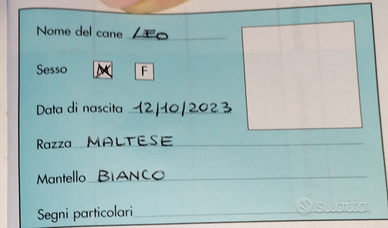 Nome del cane LEO
Sesso M F
Data di nascita 12/10/2023
Razza MALTESE
Mantello BIANCO
Segni particolari
subito